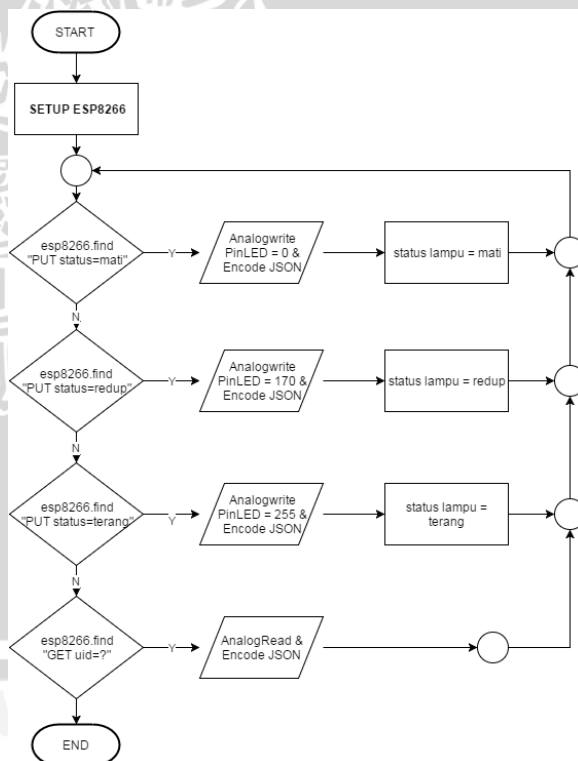 START
SETUP ESP8266
esp8266.find
"PUT status=mati"
Y
Analogwrite
PinLED = 0 &
Encode JSON
status lampu = mati
N
esp8266.find
"PUT status=redup"
Y
Analogwrite
PinLED = 170 &
Encode JSON
status lampu = redup
N
esp8266.find
"PUT status=terang"
Y
Analogwrite
PinLED = 255 &
Encode JSON
status lampu =
terang
N
esp8266.find
"GET uid=?"
Y
AnalogRead &
Encode JSON
END